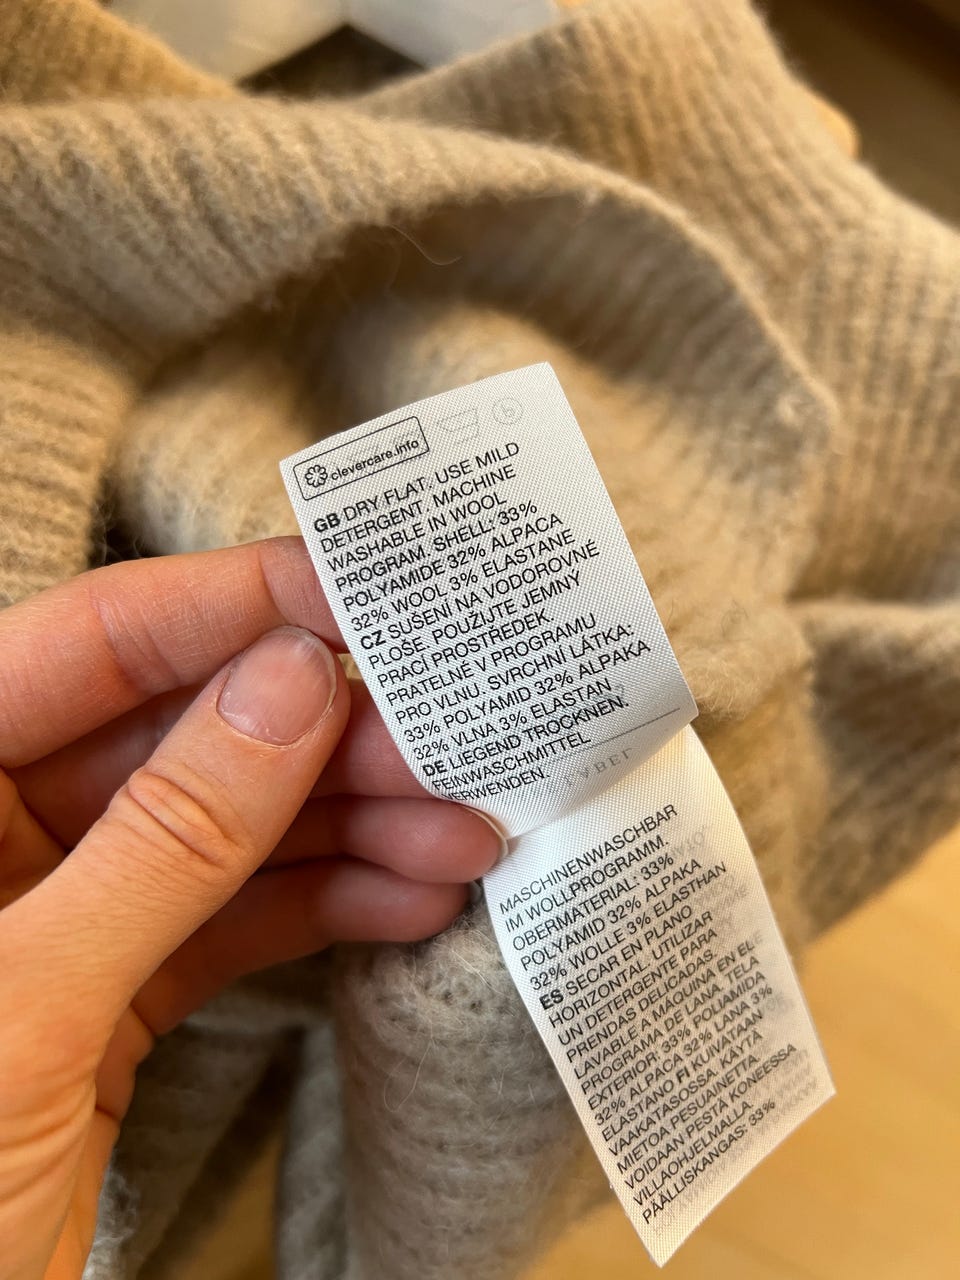 clevercare.info
GB DRY FLAT. USE MILD
DETERGENT. MACHINE
WASHABLE IN WOOL
PROGRAM. SHELL: 33%
POLYAMIDE 32% ALPACA
32% WOOL 3% ELASTANE
CZ SUŠENÍ NA VODOROVNÉ
PLOŠE. POUŽIJTE JEMNÝ
PRACÍ PROSTŘEDEK
PRATELNÉ V PROGRAMU
PRO VLNU. SVRCHNÍ LÁTKA:
33% POLYAMID 32% ALPAKA
32% VLNA 3% ELASTAN.
DE LIEGEND TROCKNEN.
FEINWASCHMITTEL
VERWENDEN.
MASCHINENWASCHBAR
IM WOLLPROGRAMM.
OBERMATERIAL: 33%
POLYAMID 32% ALPAKA
32% WOLLE 3% ELASTHAN
ES SECAR EN PLANO
HORIZONTAL. UTILIZAR
UN DETERGENTE PARA
PRENDAS DELICADAS.
LAVABLE A MÁQUINA EN EL
PROGRAMA DE LANA. TELA
EXTERIOR: 33% POLIAMIDA
32% ALPACA 32% LANA 3%
ELASTANO FI KUIVATAAN
VAAKATASOSSA. KÄYTÄ
MIETOA PESUAINETTA.
VOIDAAN PESTÄ KONEESSA
VILLAOHJELMALLA.
PÄÄLLISKANGAS: 33%